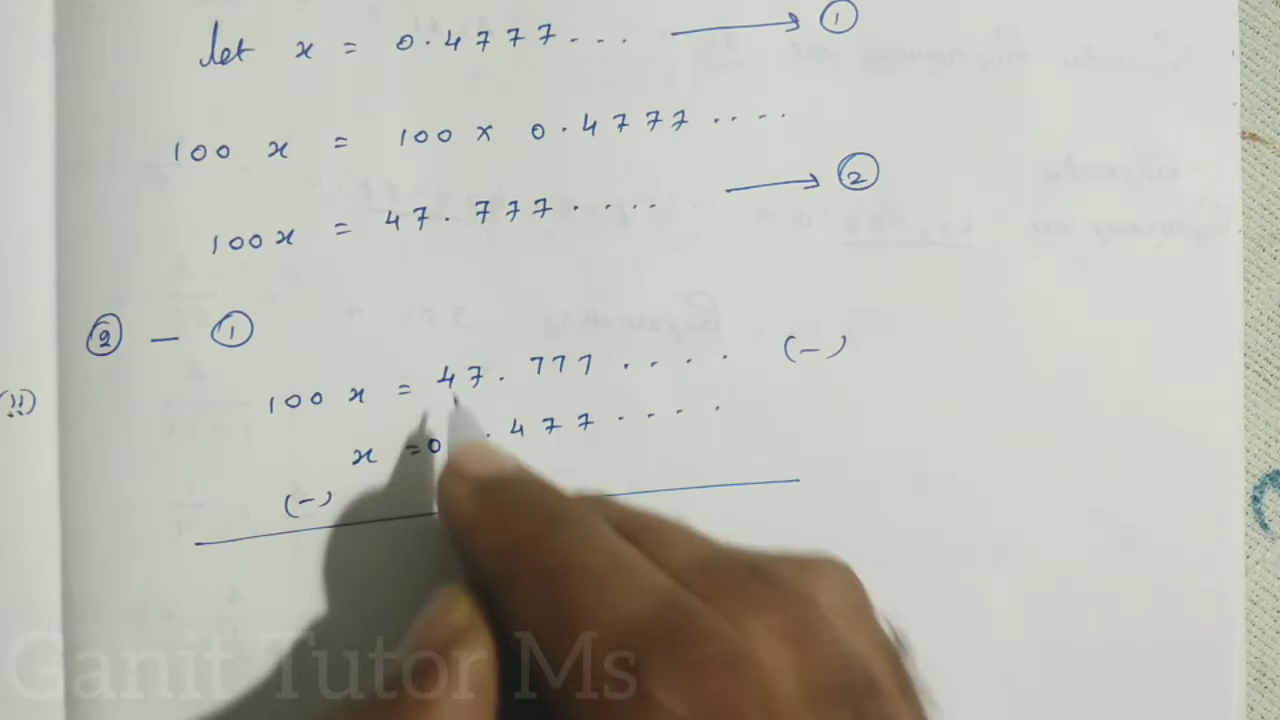 let x = 0.4777... ⟶ ①
100 x = 100 × 0.4777....
100x = 47.777..... ⟶ ②
② - ①
100 x = 47.777.... (-)
x = 0.477....
(-)
Ganit Tutor Ms